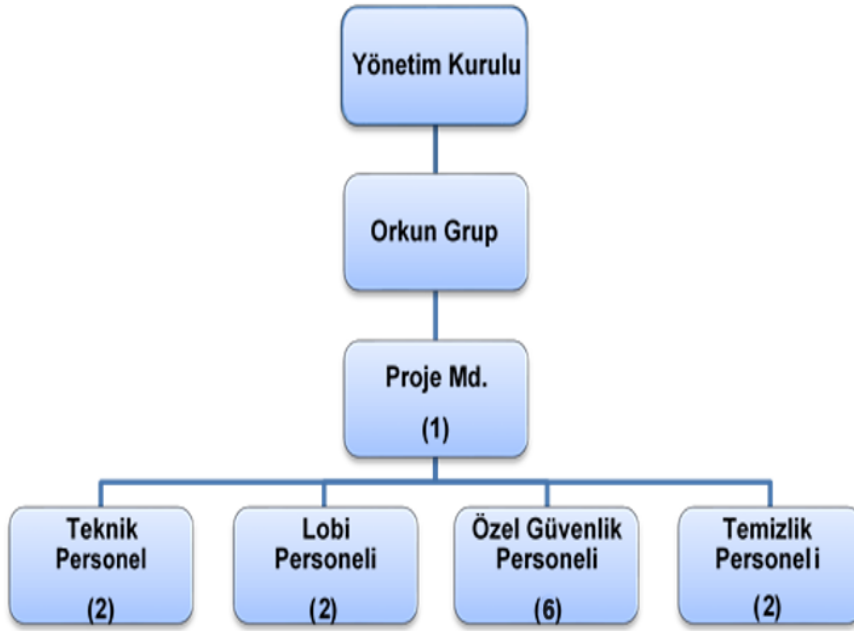 Yönetim Kurulu
Orkun Grup
Proje Md.
(1)
Teknik
Personel
(2)
Lobi
Personeli
(2)
Özel Güvenlik
Personeli
(6)
Temizlik
Personeli
(2)